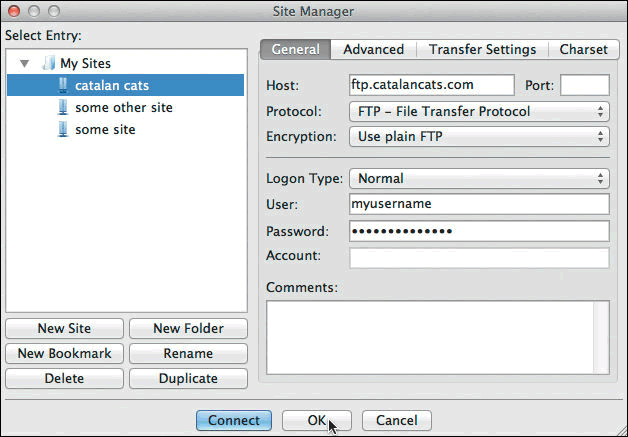 Site Manager
Select Entry:
My Sites
catalan cats
some other site
some site
New Site New Folder
New Bookmark Rename
Delete Duplicate
General Advanced Transfer Settings Charset
Host: ftp.catalancats.com Port:
Protocol: FTP – File Transfer Protocol
Encryption: Use plain FTP
Logon Type: Normal
User: myusername
Password: ••••••••••••••
Account:
Comments:
Connect OK Cancel